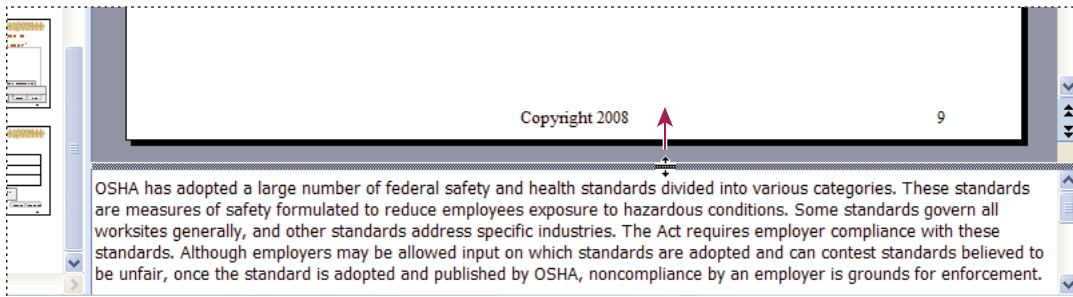 Copyright 2008 9
OSHA has adopted a large number of federal safety and health standards divided into various categories. These standards
are measures of safety formulated to reduce employees exposure to hazardous conditions. Some standards govern all
worksites generally, and other standards address specific industries. The Act requires employer compliance with these
standards. Although employers may be allowed input on which standards are adopted and can contest standards believed to
be unfair, once the standard is adopted and published by OSHA, noncompliance by an employer is grounds for enforcement.